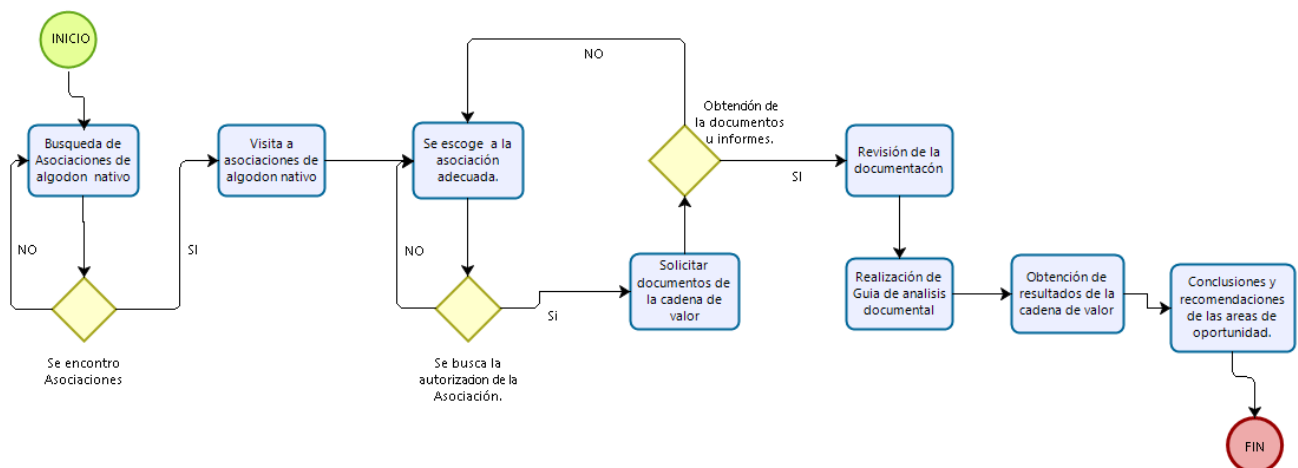 INICIO
Busqueda de
Asociaciones de
algodon nativo
NO
SI
Se encontro
Asociaciones
Visita a
asociaciones de
algodon nativo
Se escoge a la
asociación
adecuada.
NO
Si
Se busca la
autorizacion de la
Asociación.
Solicitar
documentos de
la cadena de
valor
NO
Obtención de
la documentos
u informes.
SI
Revisión de la
documentacón
Realización de
Guia de analisis
documental
Obtención de
resultados de la
cadena de valor
Conclusiones y
recomendaciones
de las areas de
oportunidad.
FIN